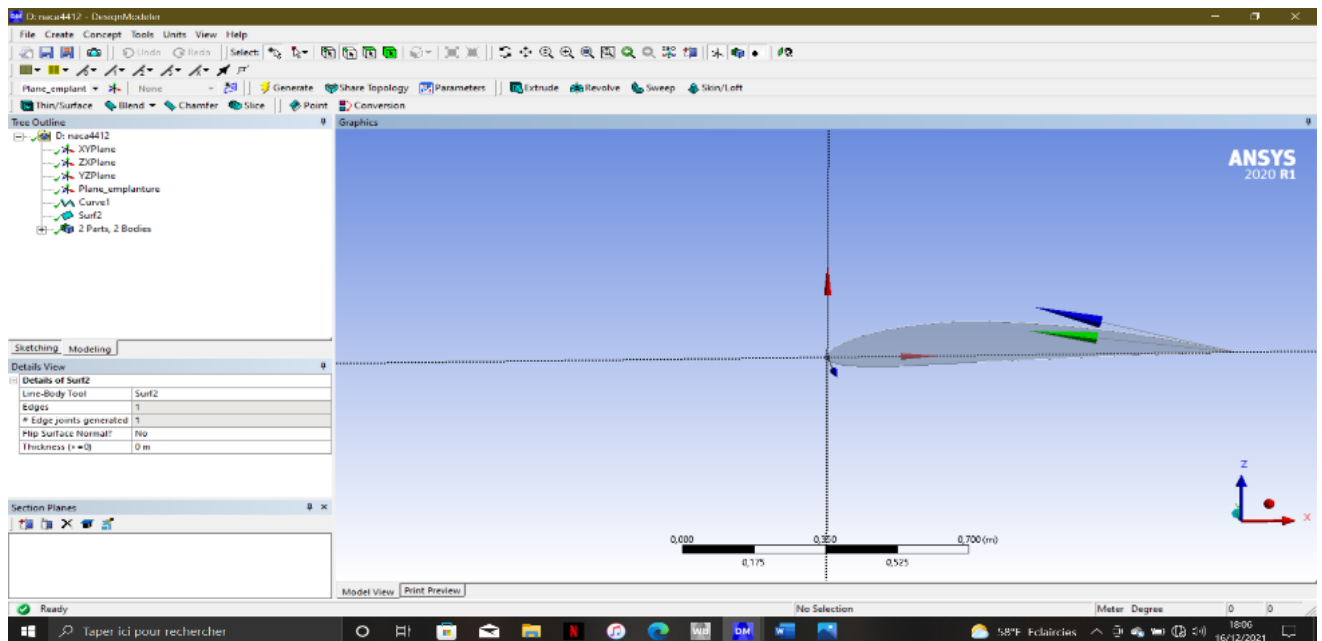 D: naca4412 - DesignModeler
File Create Concept Tools Units View Help
Undo Redo Select:
Plane_emplant None Generate Share Topology Parameters Extrude Revolve Sweep Skin/Loft
Thin/Surface Blend Chamfer Slice Point Conversion
Tree Outline
D: naca4412
XYPlane
ZXPlane
YZPlane
Plane_emplanture
Curve1
Surf2
2 Parts, 2 Bodies
Sketching Modeling
Details View
Details of Surf2
Line-Body Tool Surf2
Edges 1
# Edge joints generated 1
Flip Surface Normal? No
Thickness (>=0) 0 m
Section Planes
Graphics
ANSYS
2020 R1
Z
X
0,000 0,350 0,700 (m)
0,175 0,525
Model View Print Preview
Ready No Selection Meter Degree 0 0
Taper ici pour rechercher
N
WB
DM
W
58°F Eclaircies
18:06
16/12/2021